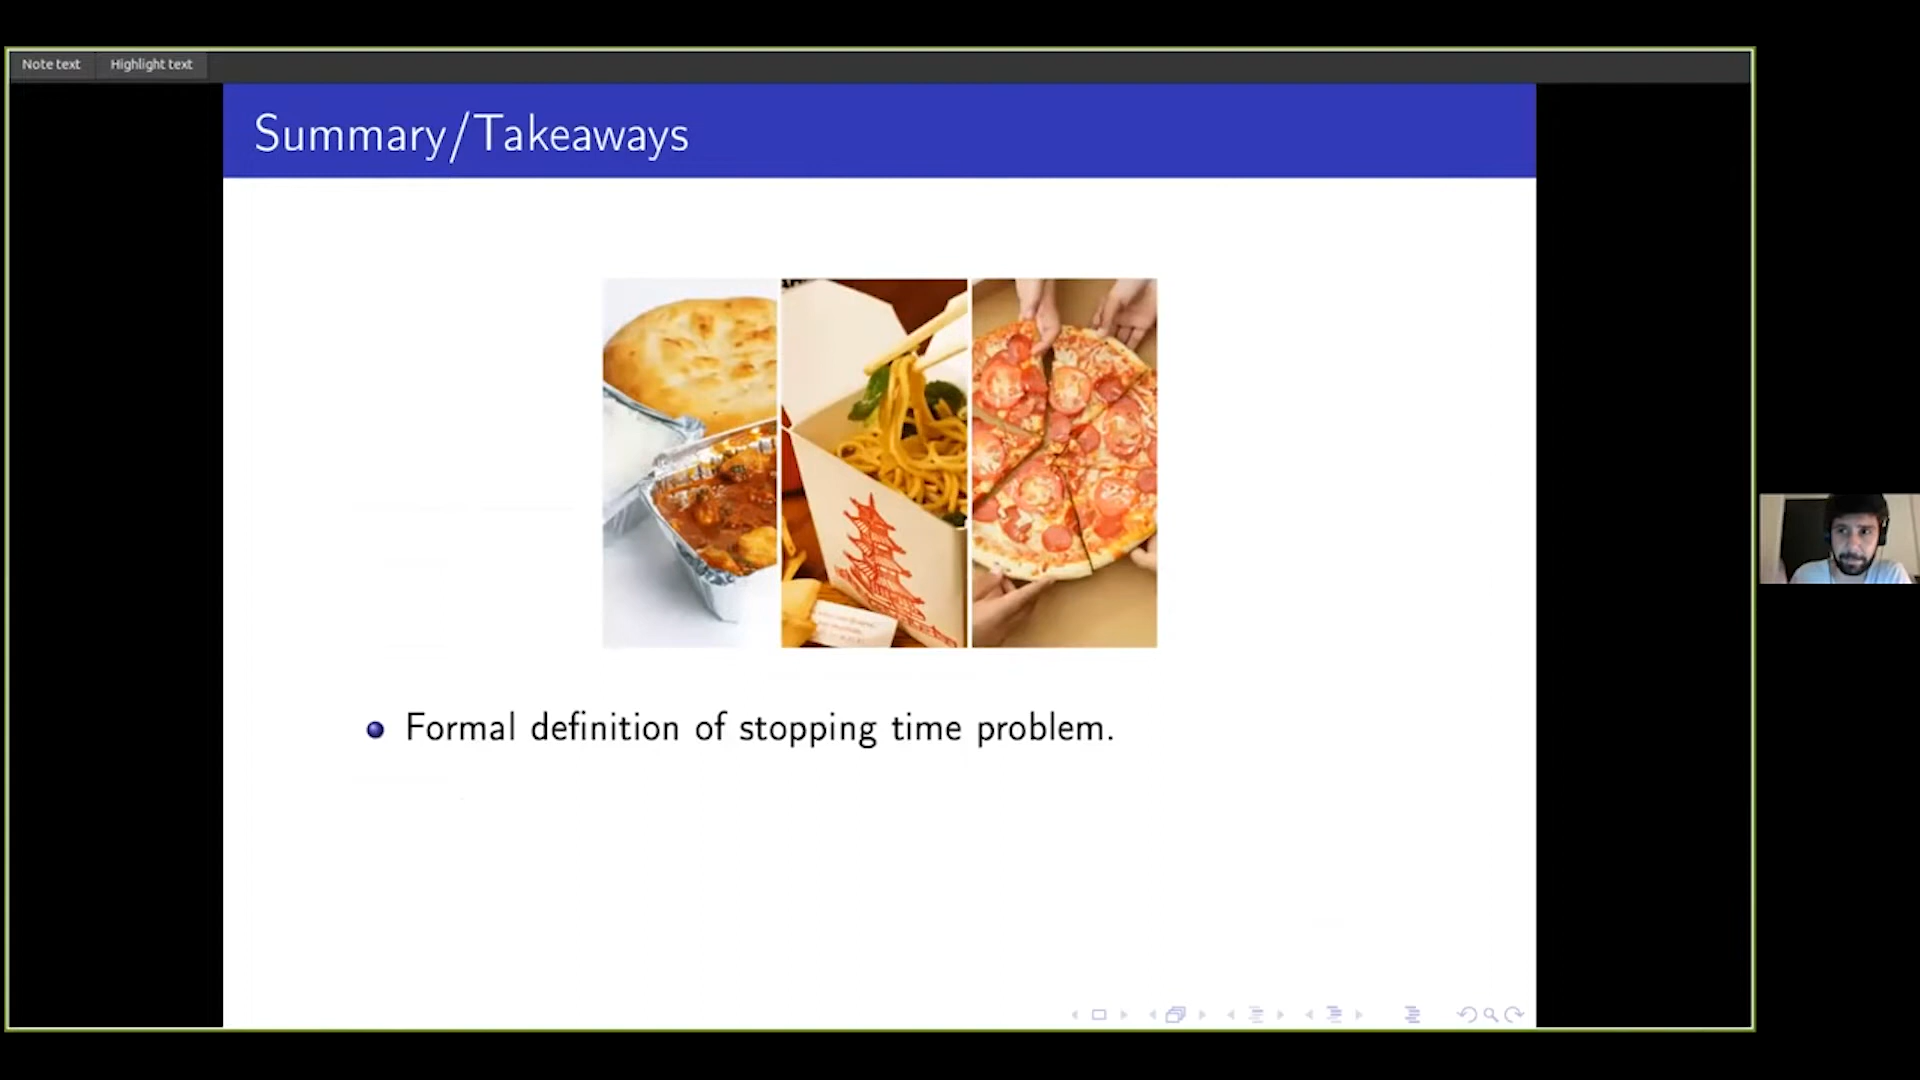 Note text
Highlight text
Summary/Takeaways
Formal definition of stopping time problem.